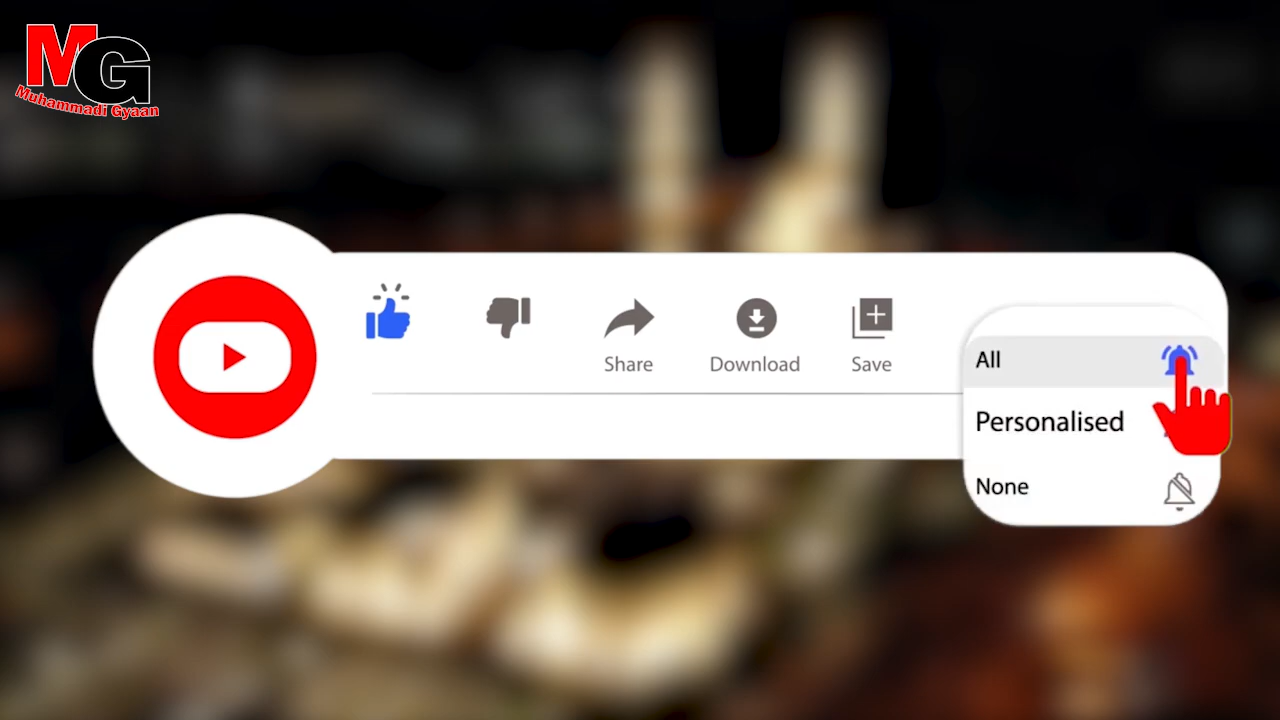 MG
Muhammadi Gyaan
Share
Download
Save
All
Personalised
None